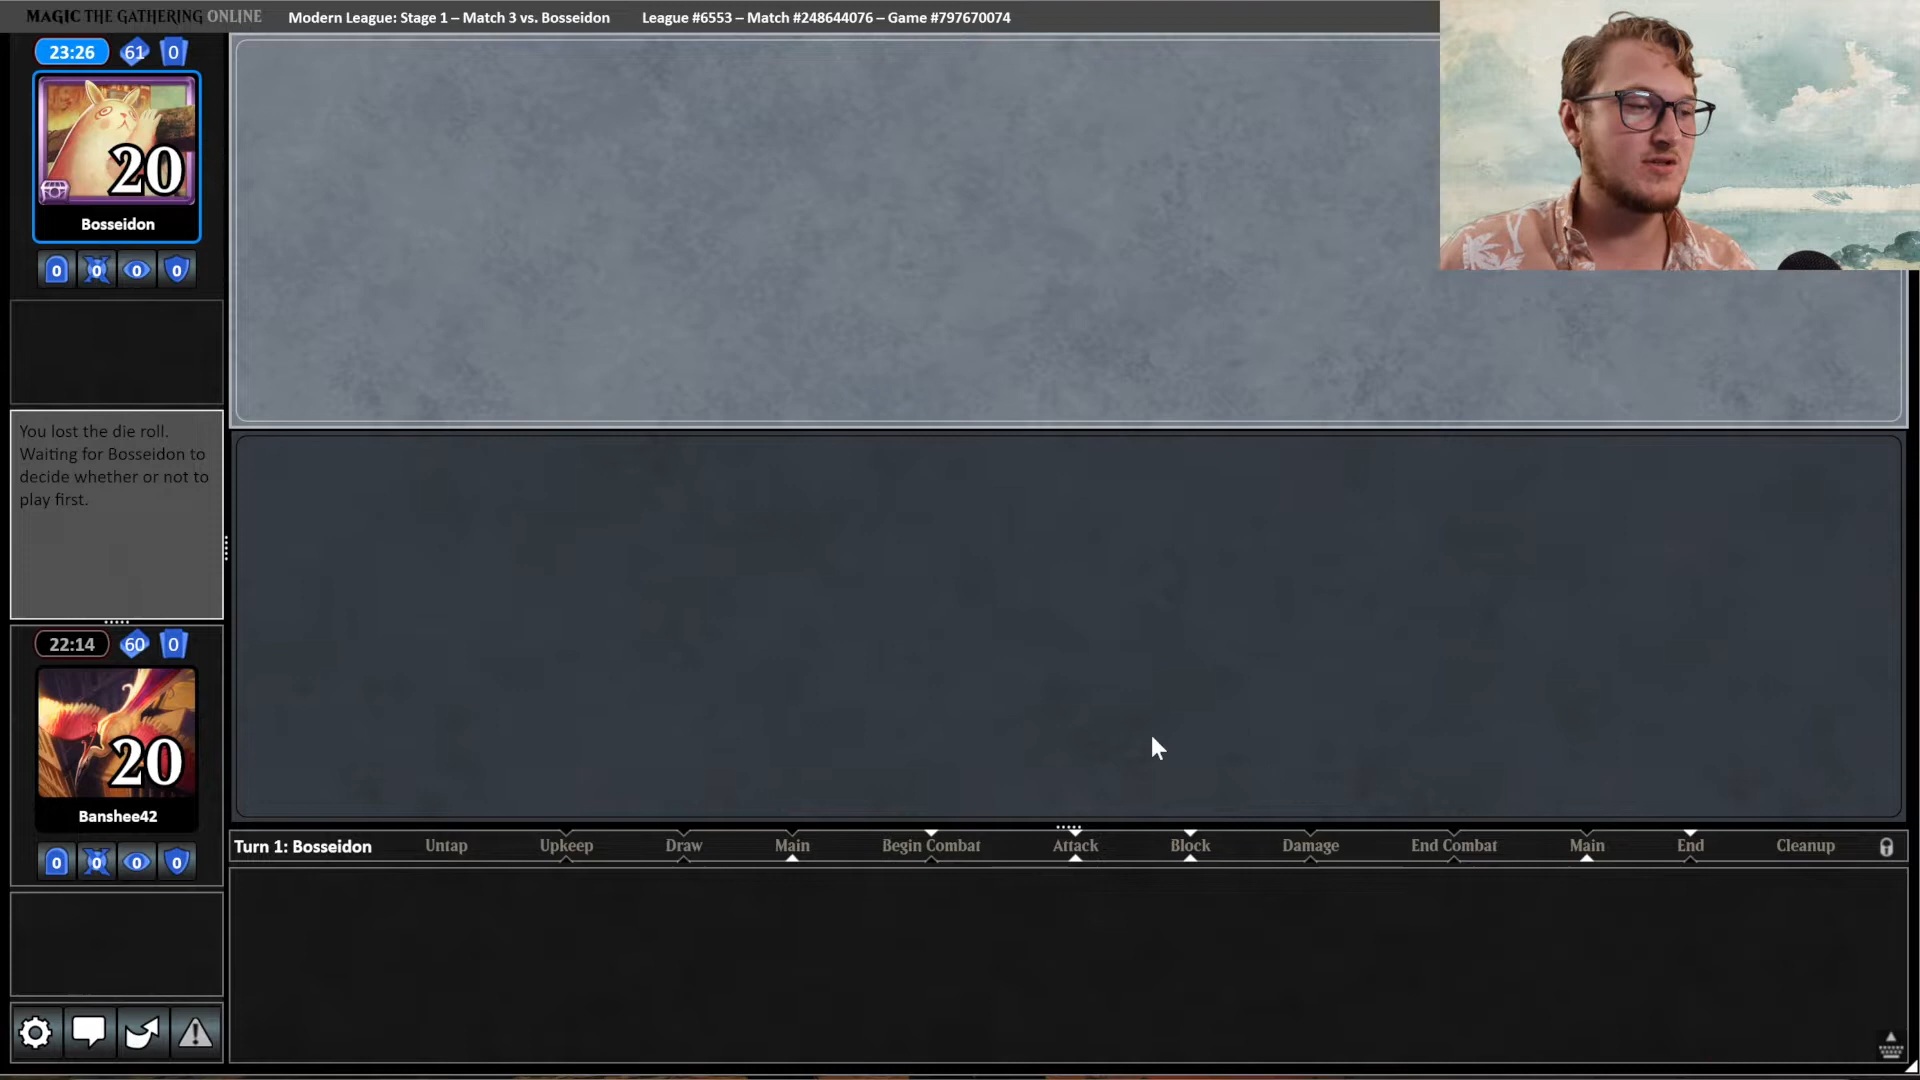 MAGIC THE GATHERING ONLINE
Modern League: Stage 1 – Match 3 vs. Bosseidon
League #6553 – Match #248644076 – Game #797670074
23:26
61
0
20
Bosseidon
0
0
0
0
You lost the die roll.
Waiting for Bosseidon to
decide whether or not to
play first.
22:14
60
0
20
Banshee42
0
0
0
0
Turn 1: Bosseidon
Untap
Upkeep
Draw
Main
Begin Combat
Attack
Block
Damage
End Combat
Main
End
Cleanup